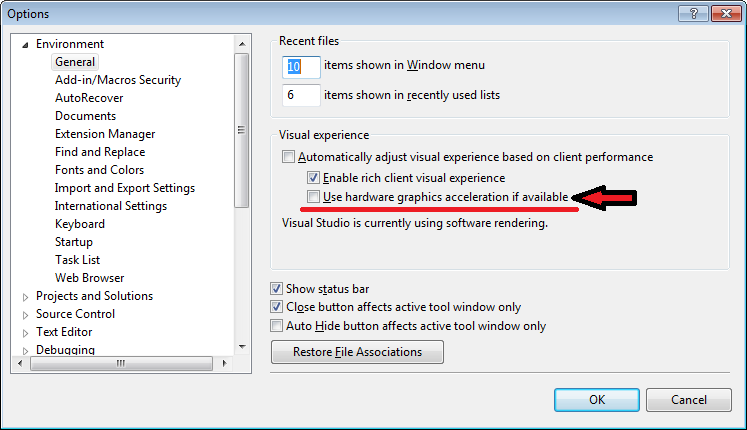 Options
Environment
General
Add-in/Macros Security
AutoRecover
Documents
Extension Manager
Find and Replace
Fonts and Colors
Import and Export Settings
International Settings
Keyboard
Startup
Task List
Web Browser
Projects and Solutions
Source Control
Text Editor
Debugging
Recent files
10 items shown in Window menu
6 items shown in recently used lists
Visual experience
Automatically adjust visual experience based on client performance
Enable rich client visual experience
Use hardware graphics acceleration if available
Visual Studio is currently using software rendering.
Show status bar
Close button affects active tool window only
Auto Hide button affects active tool window only
Restore File Associations
OK
Cancel